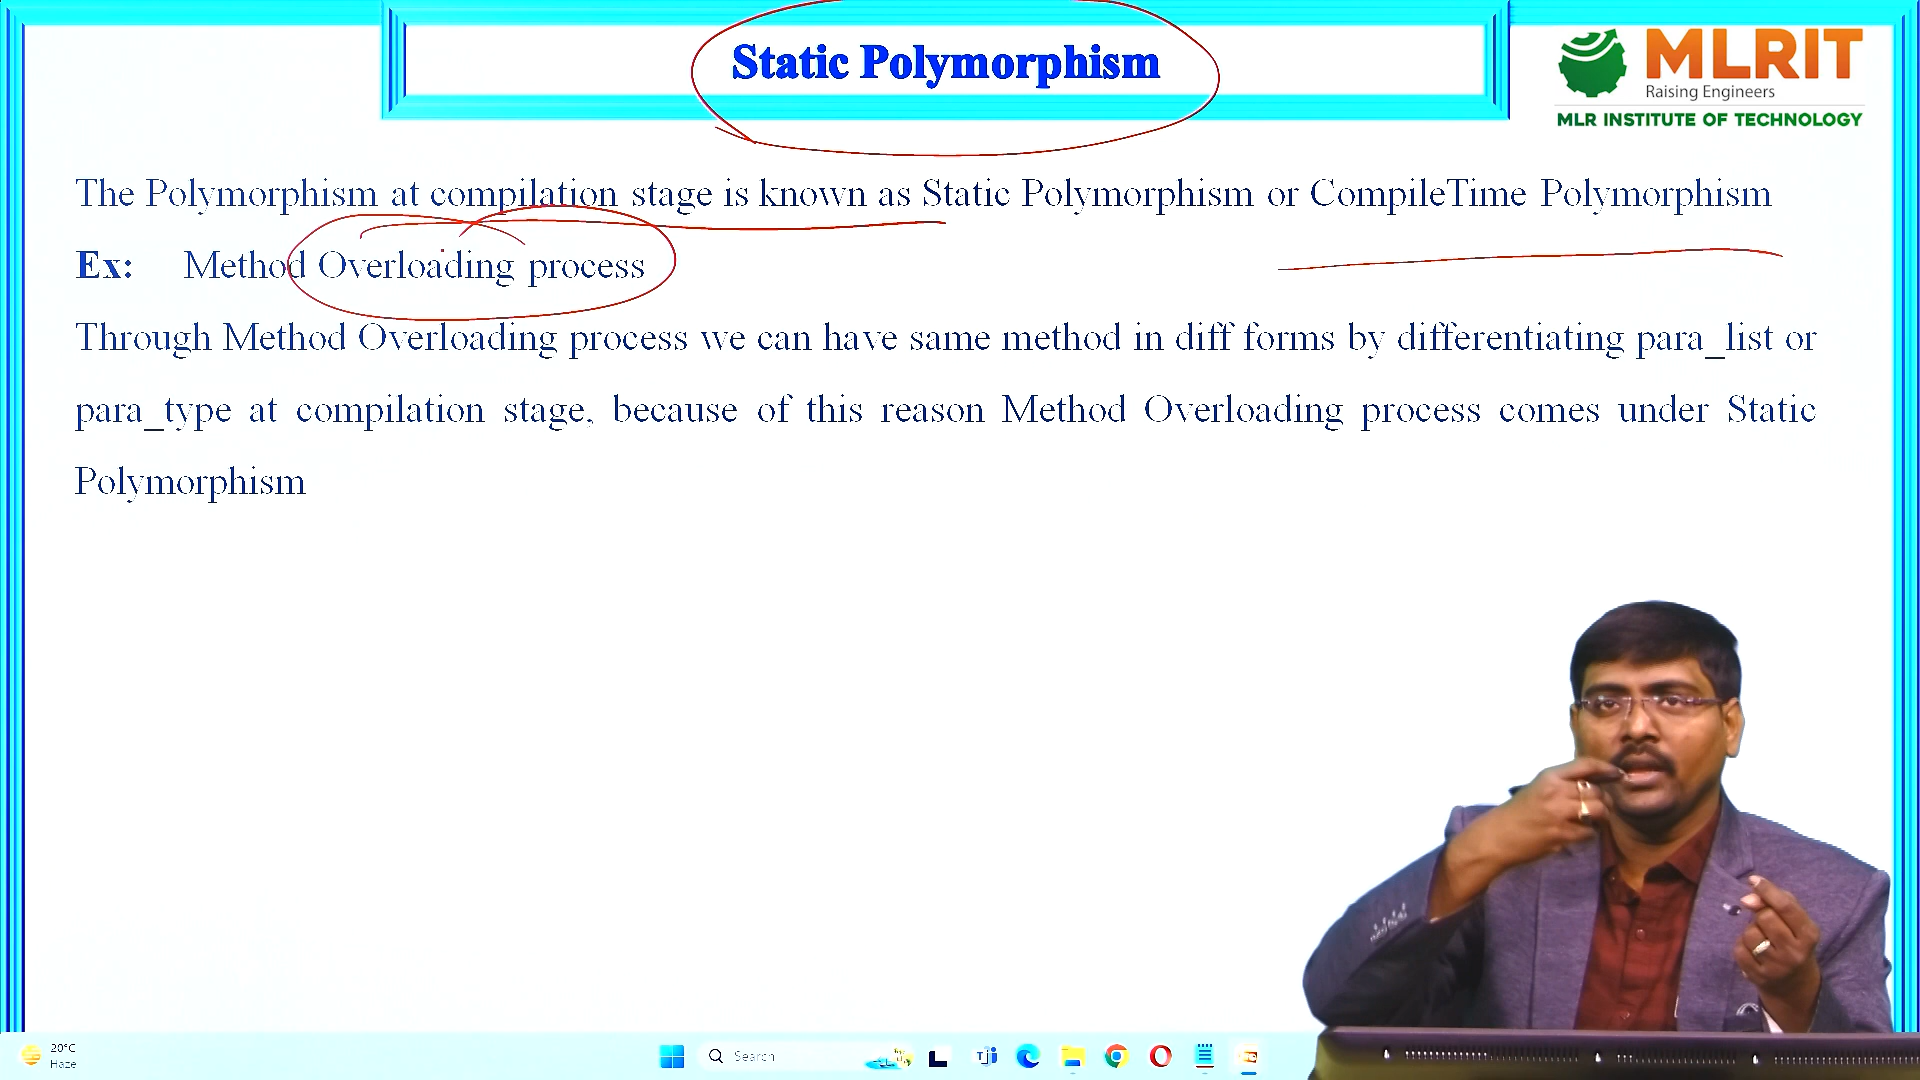 Static Polymorphism
MLRIT
Raising Engineers
MLR INSTITUTE OF TECHNOLOGY
The Polymorphism at compilation stage is known as Static Polymorphism or CompileTime Polymorphism
Ex: Method Overloading process
Through Method Overloading process we can have same method in diff forms by differentiating para_list or
para_type at compilation stage, because of this reason Method Overloading process comes under Static
Polymorphism
20°C
Haze
Search